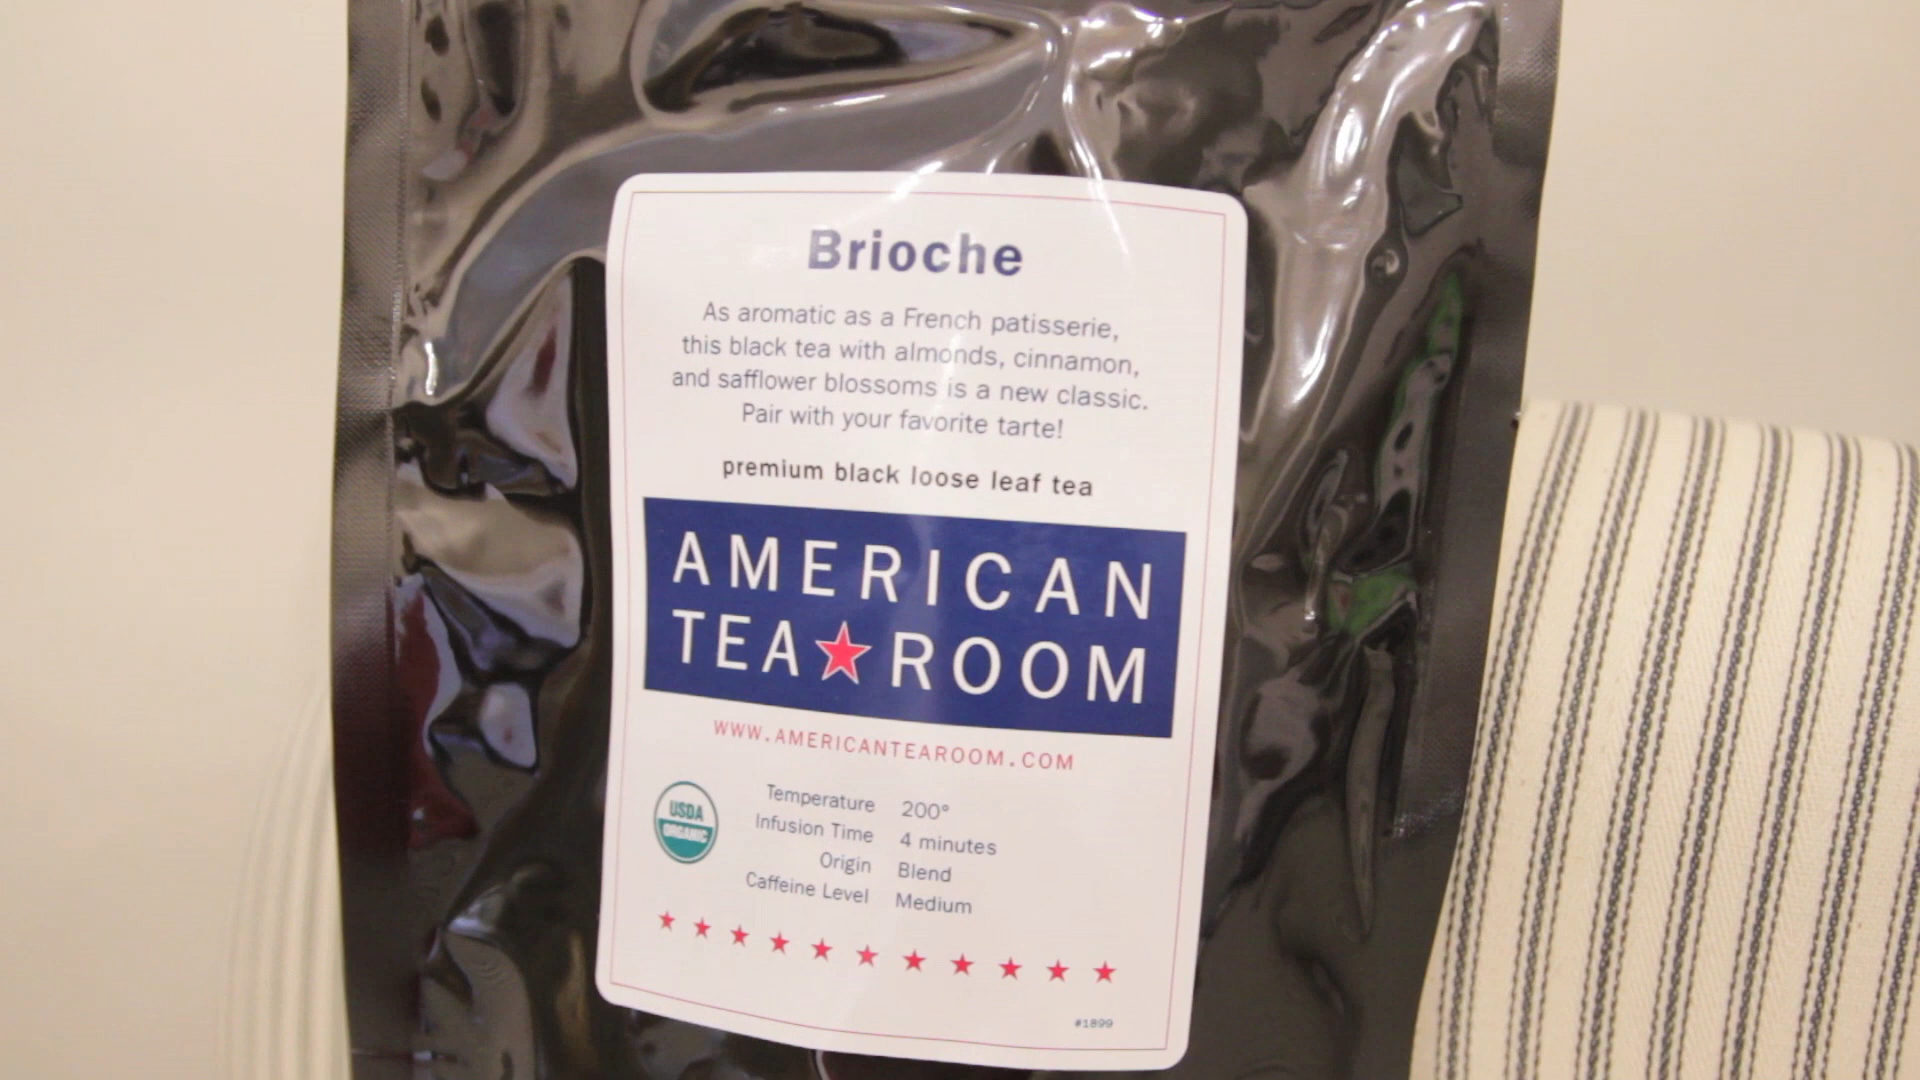 Brioche
As aromatic as a French patisserie,
this black tea with almonds, cinnamon,
and safflower blossoms is a new classic.
Pair with your favorite tarte!
premium black loose leaf tea
AMERICAN
TEA ROOM
WWW.AMERICANTEAROOM.COM
USDA
ORGANIC
Temperature 200°
Infusion Time 4 minutes
Origin Blend
Caffeine Level Medium
#1899